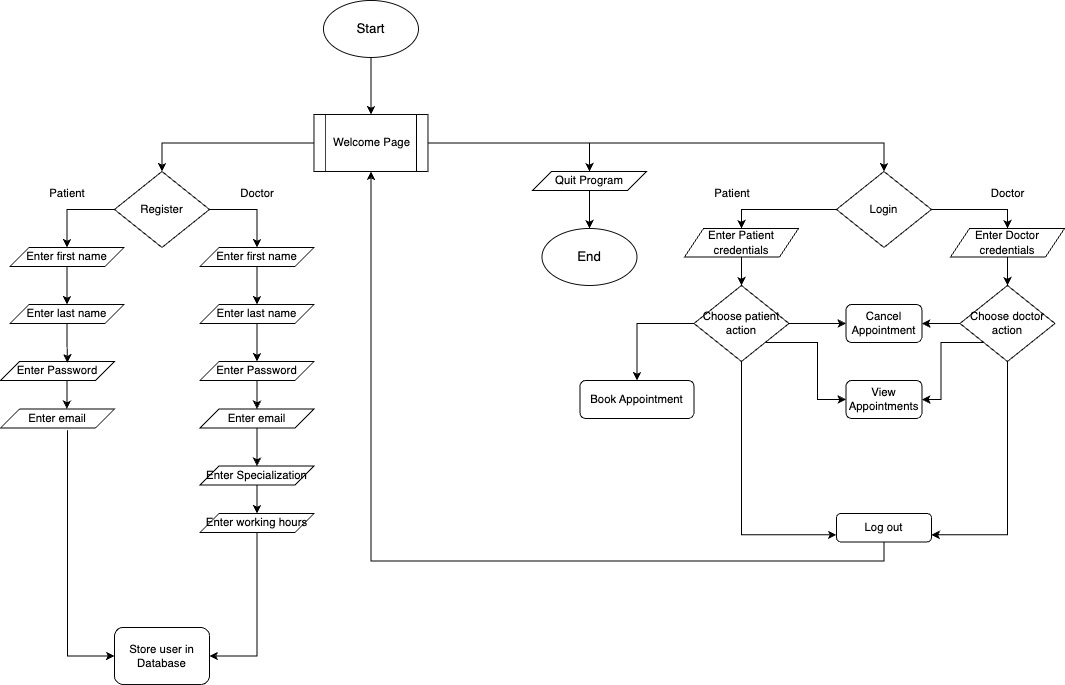 Start
Welcome Page
Patient
Doctor
Register
Quit Program
End
Patient
Doctor
Login
Enter first name
Enter last name
Enter Password
Enter email
Enter first name
Enter last name
Enter Password
Enter email
Enter Specialization
Enter working hours
Store user in
Database
Enter Patient
credentials
Enter Doctor
credentials
Choose patient
action
Cancel
Appointment
Choose doctor
action
Book Appointment
View
Appointments
Log out